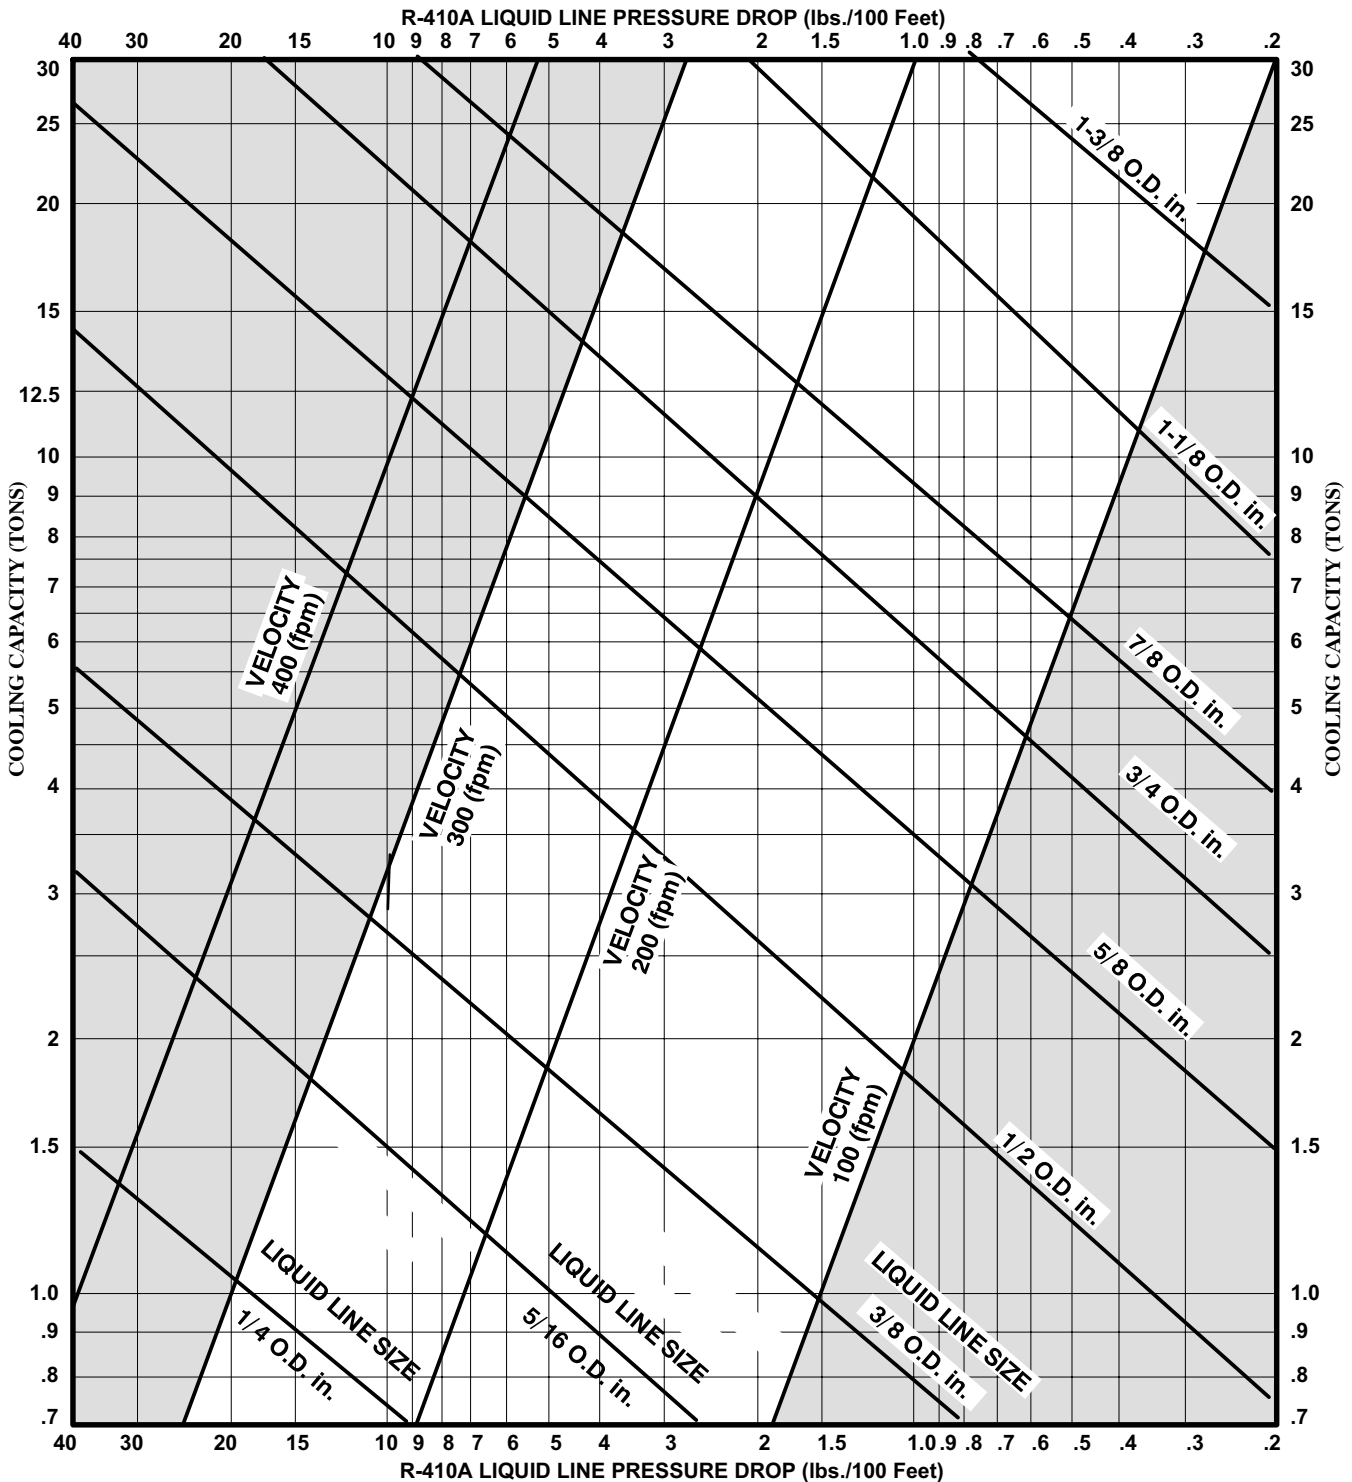 R-410A LIQUID LINE PRESSURE DROP (lbs./100 Feet)
40 30 20 15 10 9 8 7 6 5 4 3 2 1.5 1.0 .9 .8 .7 .6 .5 .4 .3 .2
30 30
25 25
20 20
15 15
12.5 12.5
10 10
9 9
8 8
7 7
6 6
5 5
4 4
3 3
2 2
1.5 1.5
1.0 1.0
.9 .9
.8 .8
.7 .7
COOLING CAPACITY (TONS)
COOLING CAPACITY (TONS)
1-3/8 O.D. in.
1-1/8 O.D. in.
7/8 O.D. in.
3/4 O.D. in.
5/8 O.D. in.
1/2 O.D. in.
VELOCITY
400 (fpm)
VELOCITY
300 (fpm)
VELOCITY
200 (fpm)
VELOCITY
100 (fpm)
LIQUID LINE SIZE
1/4 O.D. in.
LIQUID LINE SIZE
5/16 O.D. in.
LIQUID LINE SIZE
3/8 O.D. in.
40 30 20 15 10 9 8 7 6 5 4 3 2 1.5 1.0 .9 .8 .7 .6 .5 .4 .3 .2
R-410A LIQUID LINE PRESSURE DROP (lbs./100 Feet)